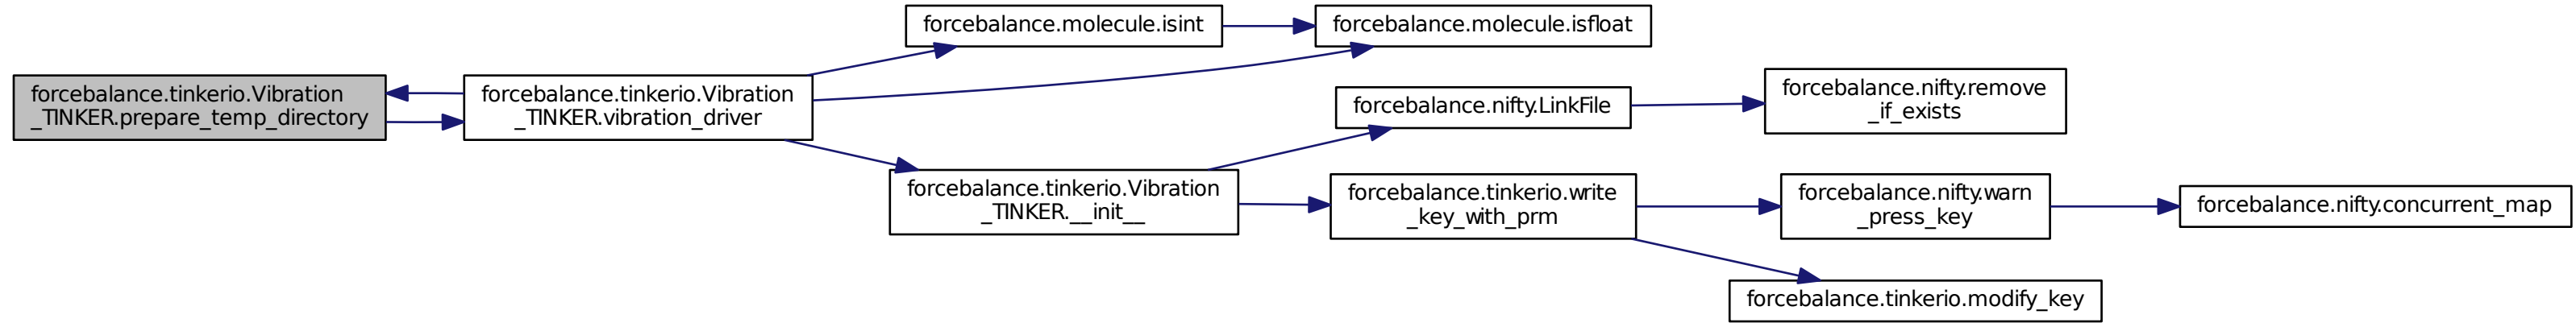 forcebalance.tinkerio.Vibration
_TINKER.prepare_temp_directory
forcebalance.tinkerio.Vibration
_TINKER.vibration_driver
forcebalance.molecule.isint
forcebalance.molecule.isfloat
forcebalance.tinkerio.Vibration
_TINKER.__init__
forcebalance.nifty.LinkFile
forcebalance.nifty.remove
_if_exists
forcebalance.tinkerio.write
_key_with_prm
forcebalance.nifty.warn
_press_key
forcebalance.nifty.concurrent_map
forcebalance.tinkerio.modify_key